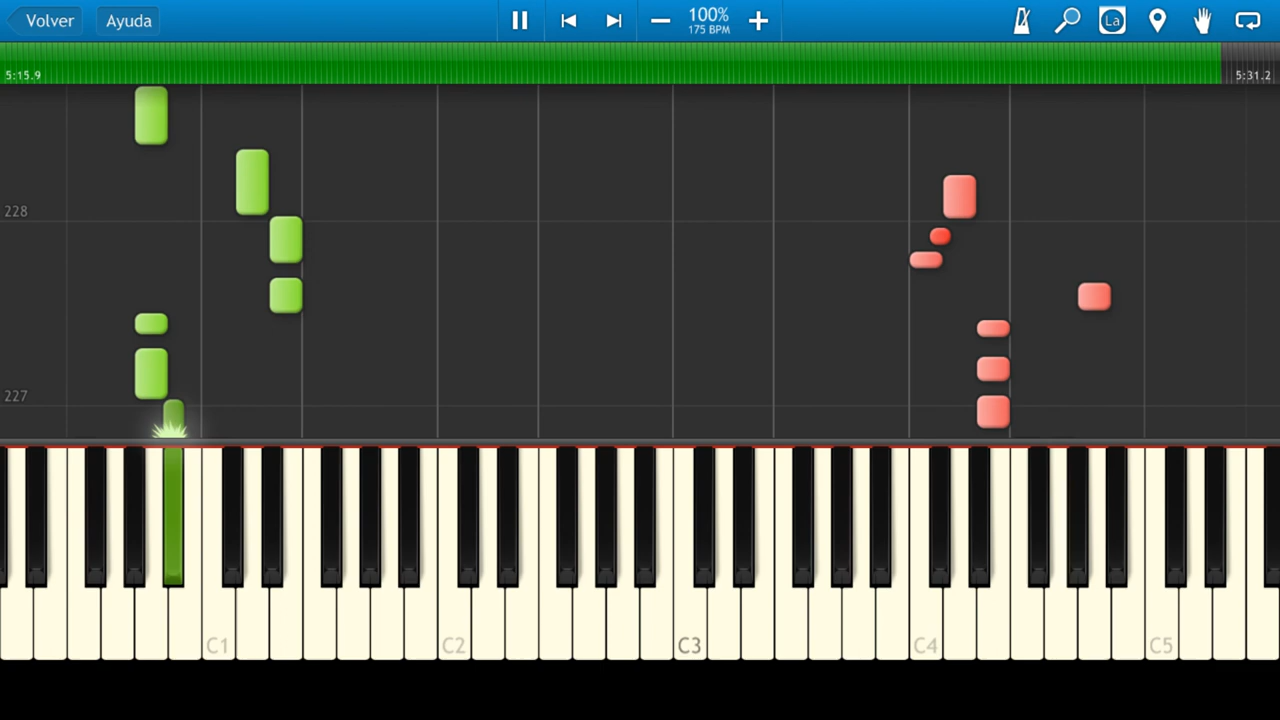 Volver
Ayuda
100%
175 BPM
La
5:15.9
5:31.2
228
227
C1
C2
C3
C4
C5